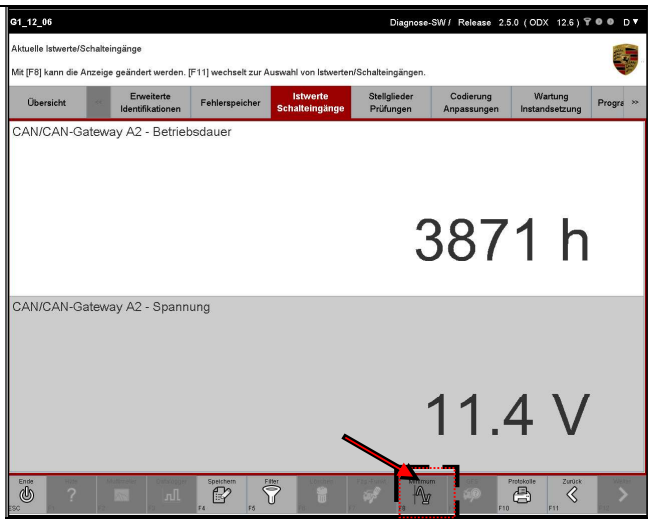 G1_12_06
Diagnose-SW / Release 2.5.0 ( ODX 12.6 ) D
Aktuelle Istwerte/Schalteingänge
Mit [F8] kann die Anzeige geändert werden. [F11] wechselt zur Auswahl von Istwerten/Schalteingängen.
Übersicht << Erweiterte Identifikationen Fehlerspeicher Istwerte Schalteingänge Stellglieder Prüfungen Codierung Anpassungen Wartung Instandsetzung Progra >>
CAN/CAN-Gateway A2 - Betriebsdauer
3871 h
CAN/CAN-Gateway A2 - Spannung
11.4 V
Ende Speichern Filter Minimum Protokolle Zurück
ESC F4 F5 F8 F10 F11